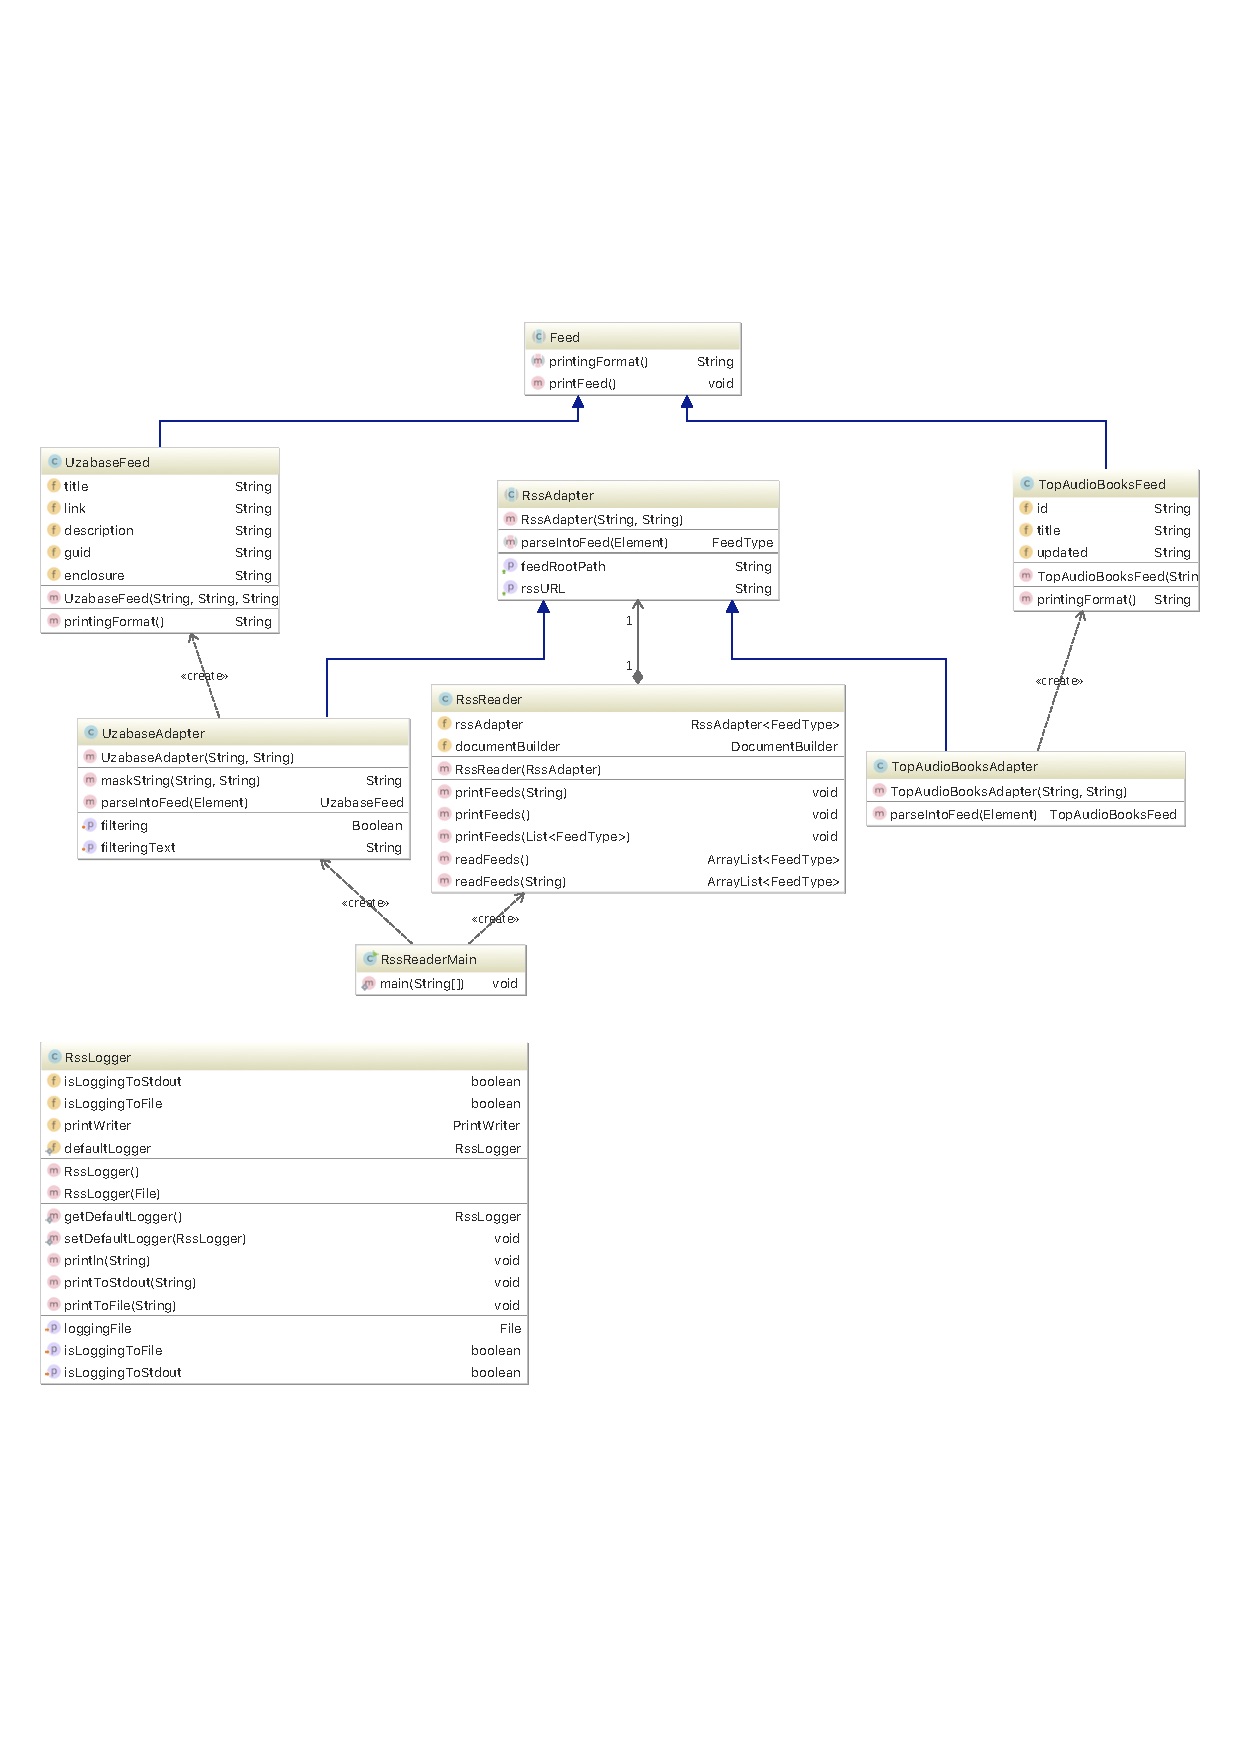 Feed
printingFormat() String
printFeed() void
UzabaseFeed
title String
link String
description String
guid String
enclosure String
UzabaseFeed(String, String, String
printingFormat() String
RssAdapter
RssAdapter(String, String)
parseIntoFeed(Element) FeedType
feedRootPath String
rssURL String
TopAudioBooksFeed
id String
title String
updated String
TopAudioBooksFeed(Strin
printingFormat() String
1
1
«create»
«create»
UzabaseAdapter
UzabaseAdapter(String, String)
maskString(String, String) String
parseIntoFeed(Element) UzabaseFeed
filtering Boolean
filteringText String
RssReader
rssAdapter RssAdapter<FeedType>
documentBuilder DocumentBuilder
RssReader(RssAdapter)
printFeeds(String) void
printFeeds() void
printFeeds(List<FeedType>) void
readFeeds() ArrayList<FeedType>
readFeeds(String) ArrayList<FeedType>
TopAudioBooksAdapter
TopAudioBooksAdapter(String, String)
parseIntoFeed(Element) TopAudioBooksFeed
«create»
«create»
RssReaderMain
main(String[]) void
RssLogger
isLoggingToStdout boolean
isLoggingToFile boolean
printWriter PrintWriter
defaultLogger RssLogger
RssLogger()
RssLogger(File)
getDefaultLogger() RssLogger
setDefaultLogger(RssLogger) void
println(String) void
printToStdout(String) void
printToFile(String) void
loggingFile File
isLoggingToFile boolean
isLoggingToStdout boolean